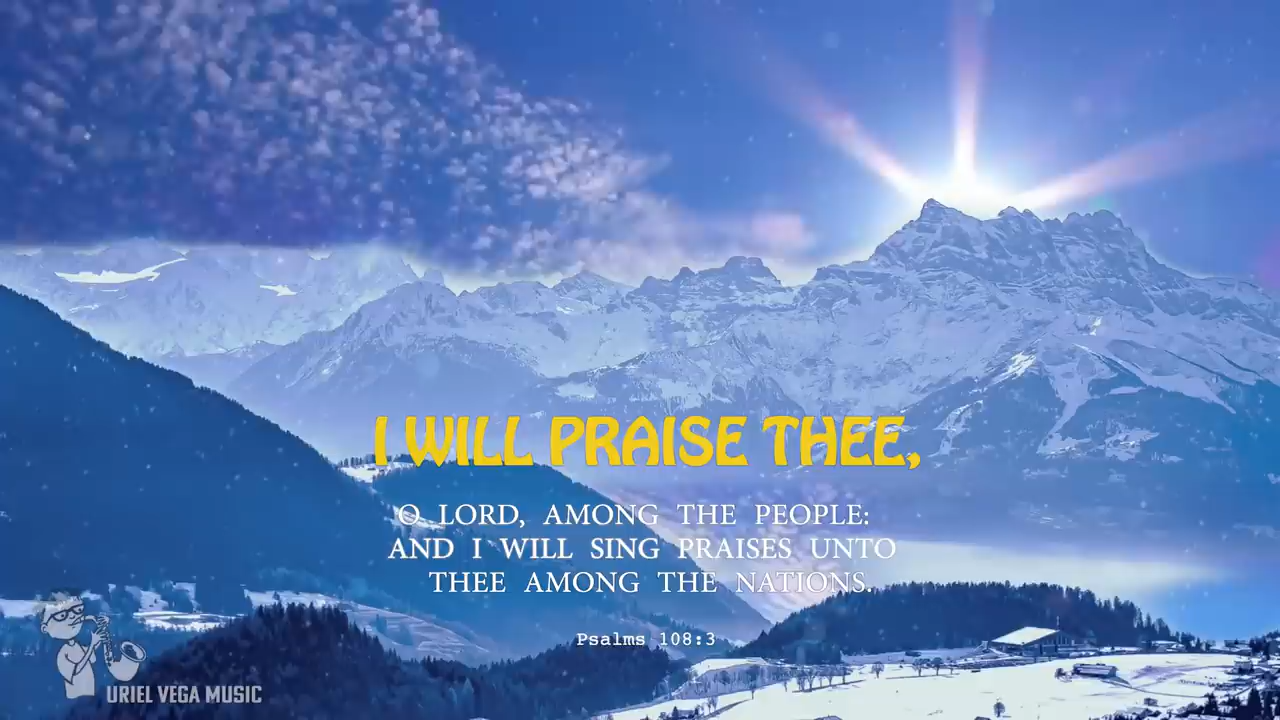 I WILL PRAISE THEE,
O LORD, AMONG THE PEOPLE:
AND I WILL SING PRAISES UNTO
THEE AMONG THE NATIONS.
Psalms 108:3
URIEL VEGA MUSIC